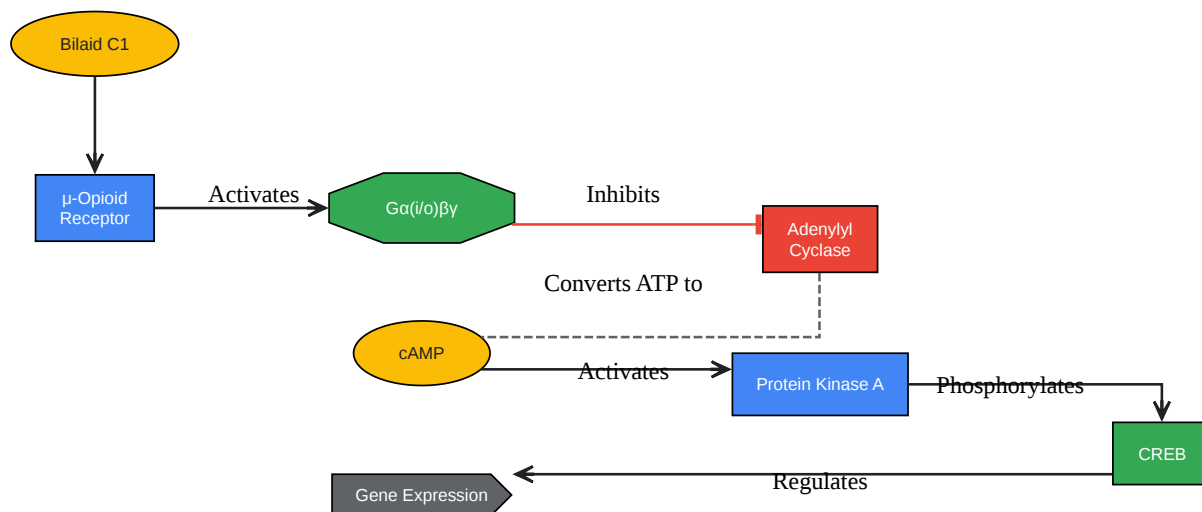 Bilaid C1
μ-Opioid
Receptor
Activates
Gα(i/o)βγ
Inhibits
Adenylyl
Cyclase
Converts ATP to
cAMP
Activates
Protein Kinase A
Phosphorylates
CREB
Regulates
Gene Expression